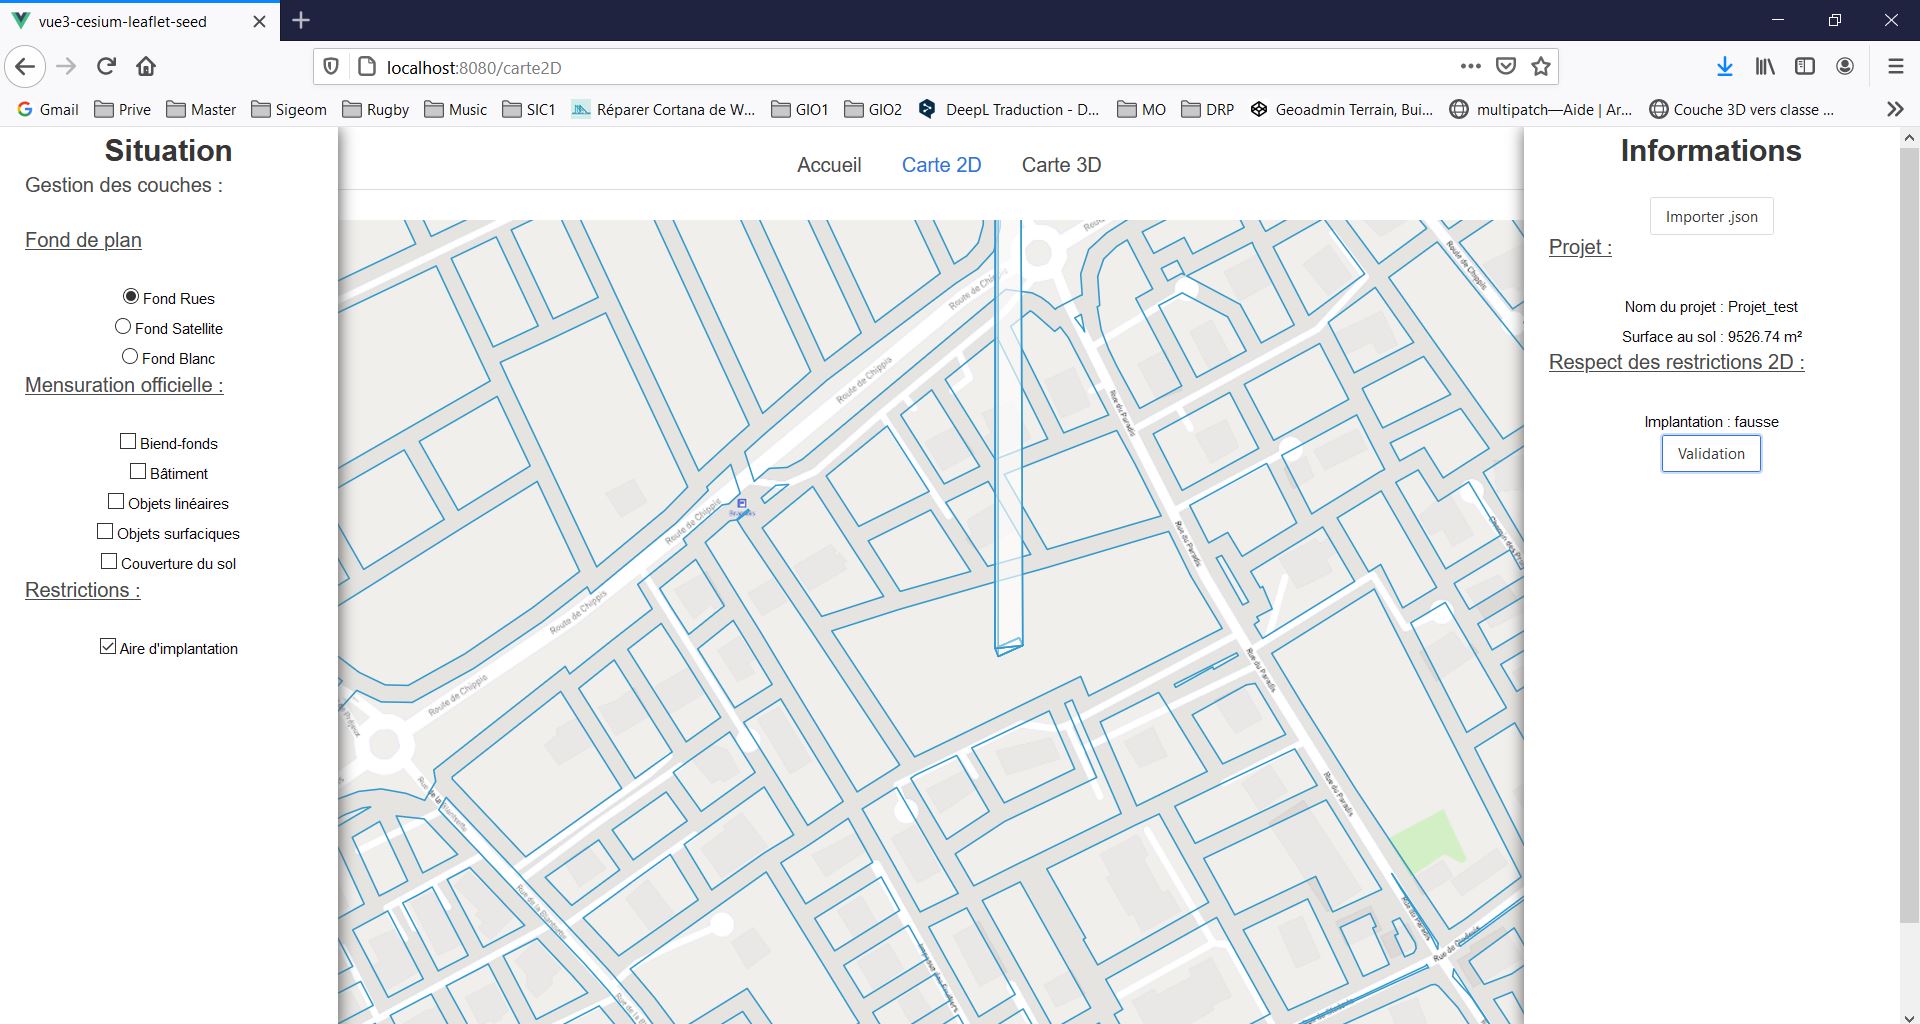 vue3-cesium-leaflet-seed
localhost:8080/carte2D
Gmail Prive Master Sigeom Rugby Music SIC1 Réparer Cortana de W... GIO1 GIO2 DeepL Traduction - D... MO DRP Geoadmin Terrain, Bui... multipatch—Aide | Ar... Couche 3D vers classe ...
Situation
Gestion des couches :
Fond de plan
Fond Rues
Fond Satellite
Fond Blanc
Mensuration officielle :
Biend-fonds
Bâtiment
Objets linéaires
Objets surfaciques
Couverture du sol
Restrictions :
Aire d'implantation
Accueil Carte 2D Carte 3D
Route de Chippis
Route de Chippis
Route de Chippis
Route de Chippis
Route de Chippis
Route de Chippis
Rue du Paradis
Rue du Paradis
Rue du Paradis
Rue du Paradis
Rue du Paradis
Informations
Importer .json
Projet :
Nom du projet : Projet_test
Surface au sol : 9526.74 m²
Respect des restrictions 2D :
Implantation : fausse
Validation